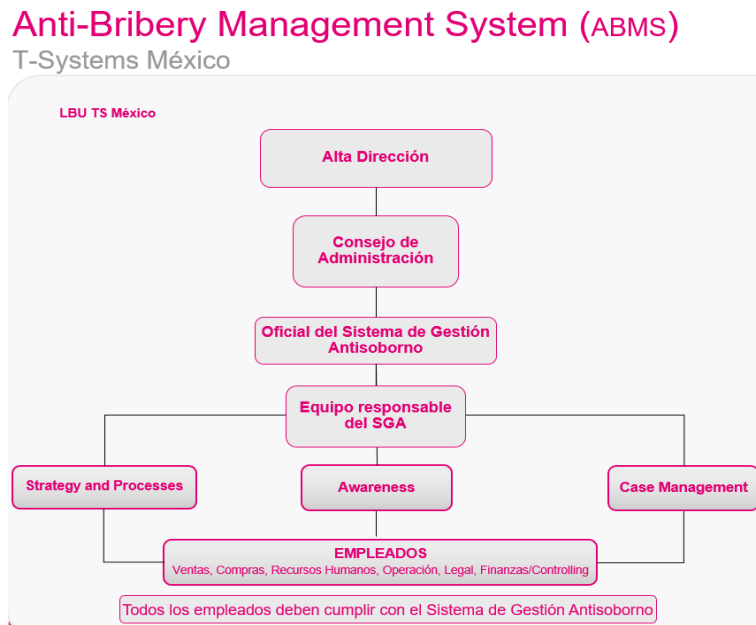 Anti-Bribery Management System (ABMS)
T-Systems México
LBU TS México
Alta Dirección
Consejo de
Administración
Oficial del Sistema de Gestión
Antisoborno
Equipo responsable
del SGA
Strategy and Processes
Awareness
Case Management
EMPLEADOS
Ventas, Compras, Recursos Humanos, Operación, Legal, Finanzas/Controlling
Todos los empleados deben cumplir con el Sistema de Gestión Antisoborno